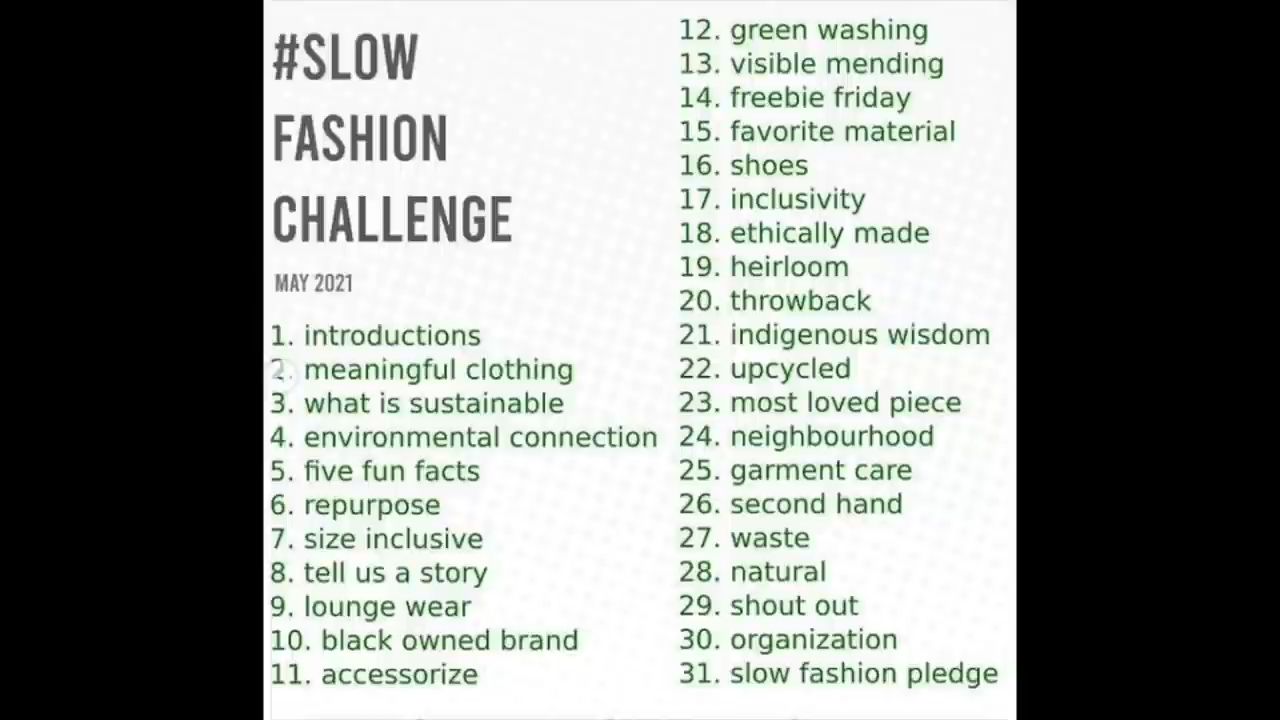 #SLOW
FASHION
CHALLENGE
MAY 2021
1. introductions
2. meaningful clothing
3. what is sustainable
4. environmental connection
5. five fun facts
6. repurpose
7. size inclusive
8. tell us a story
9. lounge wear
10. black owned brand
11. accessorize
12. green washing
13. visible mending
14. freebie friday
15. favorite material
16. shoes
17. inclusivity
18. ethically made
19. heirloom
20. throwback
21. indigenous wisdom
22. upcycled
23. most loved piece
24. neighbourhood
25. garment care
26. second hand
27. waste
28. natural
29. shout out
30. organization
31. slow fashion pledge